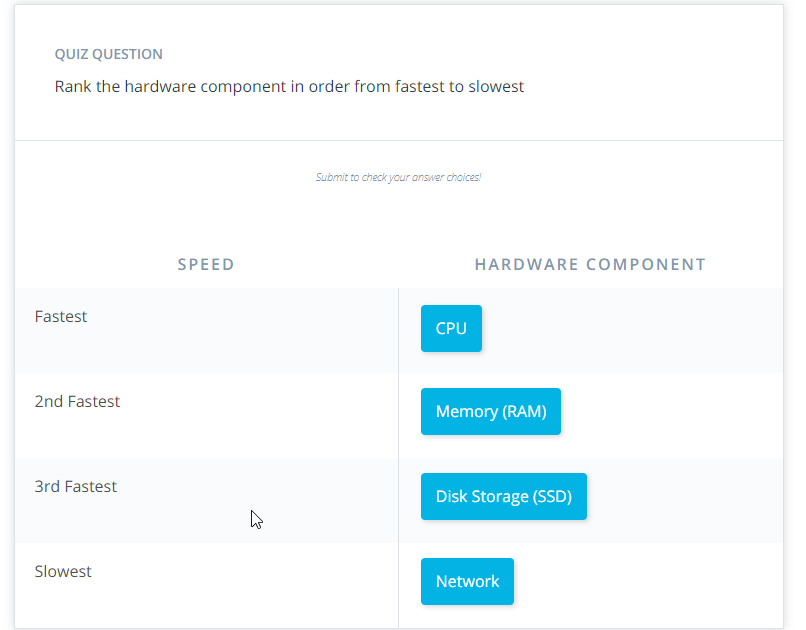 QUIZ QUESTION
Rank the hardware component in order from fastest to slowest
Submit to check your answer choices!
SPEED
HARDWARE COMPONENT
Fastest
CPU
2nd Fastest
Memory (RAM)
3rd Fastest
Disk Storage (SSD)
Slowest
Network